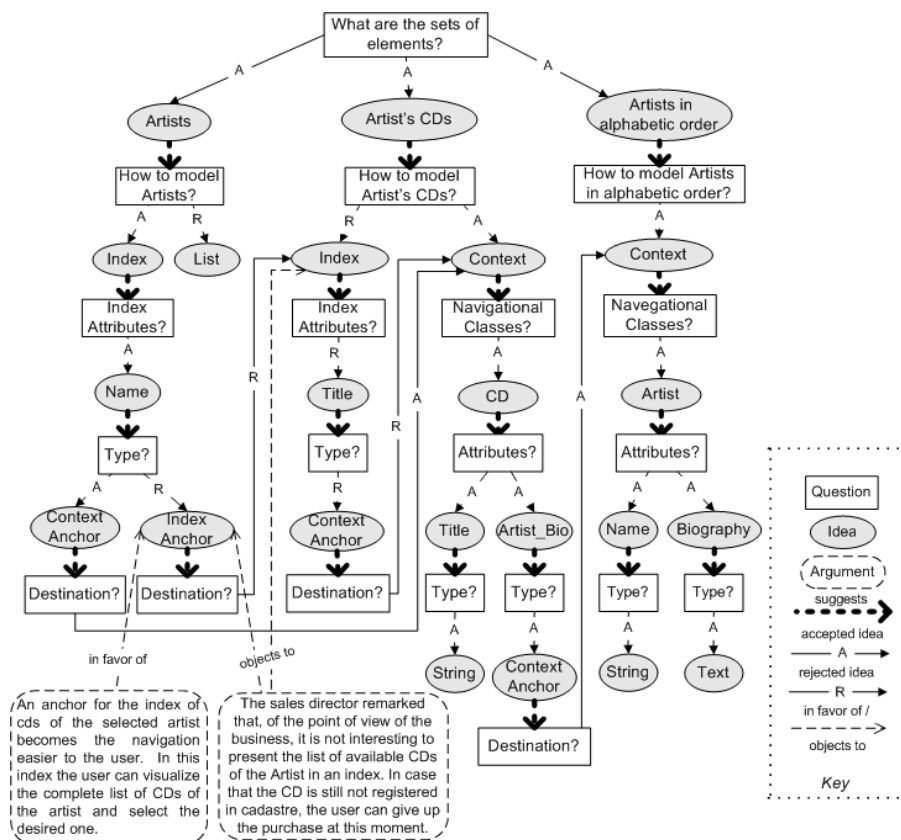 What are the sets of
elements?
A
A
A
Artists
Artist's CDs
Artists in
alphabetic order
How to model
Artists?
How to model
Artist's CDs?
How to model Artists
in alphabetic order?
A
R
R
A
A
Index
List
Index
Context
Context
Index
Attributes?
Index
Attributes?
Navigational
Classes?
Navegational
Classes?
A
R
R
A
R
A
A
A
Name
Title
CD
Artist
Type?
Type?
Attributes?
Attributes?
A
R
R
A
A
A
A
Context
Anchor
Index
Anchor
Context
Anchor
Title
Artist_Bio
Name
Biography
Destination?
Destination?
Destination?
Type?
Type?
Type?
Type?
A
A
A
A
String
Context
Anchor
String
Text
Destination?
in favor of
objects to
An anchor for the index of
cds of the selected artist
becomes the navigation
easier to the user. In this
index the user can visualize
the complete list of CDs of
the artist and select the
desired one.
The sales director remarked
that, of the point of view of the
business, it is not interesting to
present the list of available CDs
of the Artist in an index. In case
that the CD is still not registered
in cadastre, the user can give up
the purchase at this moment.
Question
Idea
Argument
suggests
accepted idea
A
rejected idea
R
in favor of /
objects to
Key